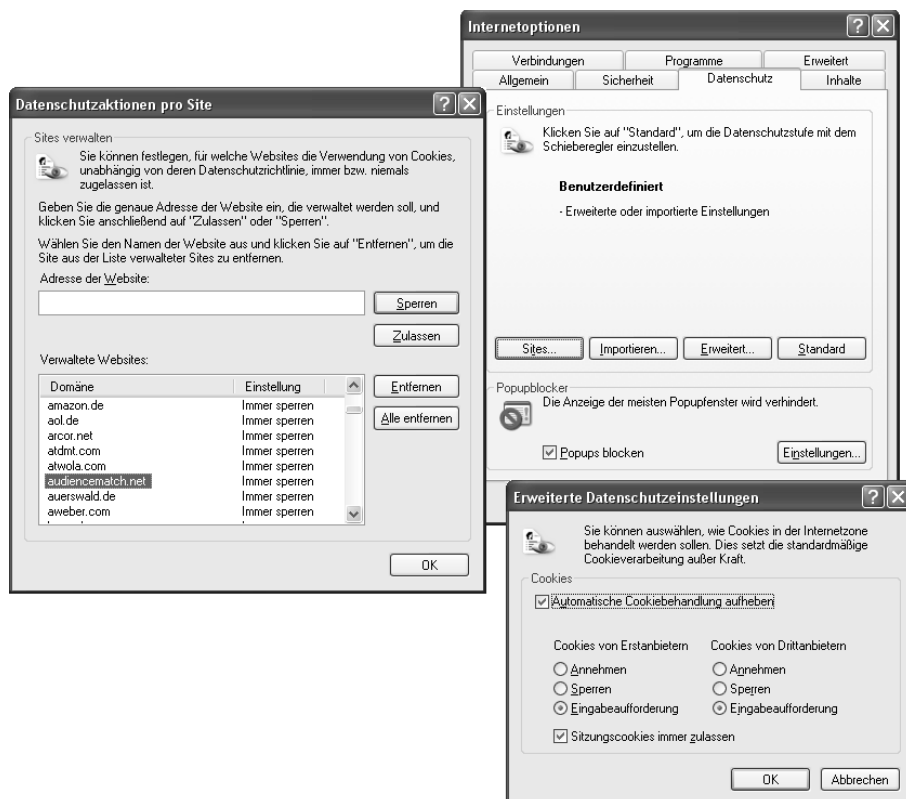 Internetoptionen
Verbindungen Programme Erweitert
Allgemein Sicherheit Datenschutz Inhalte
Einstellungen
Klicken Sie auf "Standard", um die Datenschutzstufe mit dem
Schieberegler einzustellen.
Benutzerdefiniert
- Erweiterte oder importierte Einstellungen
Sites... Importieren... Erweitert... Standard
Popupblocker
Die Anzeige der meisten Popupfenster wird verhindert.
Popups blocken
Einstellungen...
Datenschutzaktionen pro Site
Sites verwalten
Sie können festlegen, für welche Websites die Verwendung von Cookies,
unabhängig von deren Datenschutzrichtlinie, immer bzw. niemals
zugelassen ist.
Geben Sie die genaue Adresse der Website ein, die verwaltet werden soll, und
klicken Sie anschließend auf "Zulassen" oder "Sperren".
Wählen Sie den Namen der Website aus und klicken Sie auf "Entfernen", um die
Site aus der Liste verwalteter Sites zu entfernen.
Adresse der Website:
Sperren
Zulassen
Verwaltete Websites:
Domäne Einstellung
amazon.de Immer sperren
aol.de Immer sperren
arcor.net Immer sperren
atdmt.com Immer sperren
atwola.com Immer sperren
audiencematch.net Immer sperren
auerswald.de Immer sperren
aweber.com Immer sperren
Entfernen
Alle entfernen
OK
Erweiterte Datenschutzeinstellungen
Sie können auswählen, wie Cookies in der Internetzone
behandelt werden sollen. Dies setzt die standardmäßige
Cookieverarbeitung außer Kraft.
Cookies
Automatische Cookiebehandlung aufheben
Cookies von Erstanbietern Cookies von Drittanbietern
Annehmen Annehmen
Sperren Sperren
Eingabeaufforderung Eingabeaufforderung
Sitzungscookies immer zulassen
OK Abbrechen